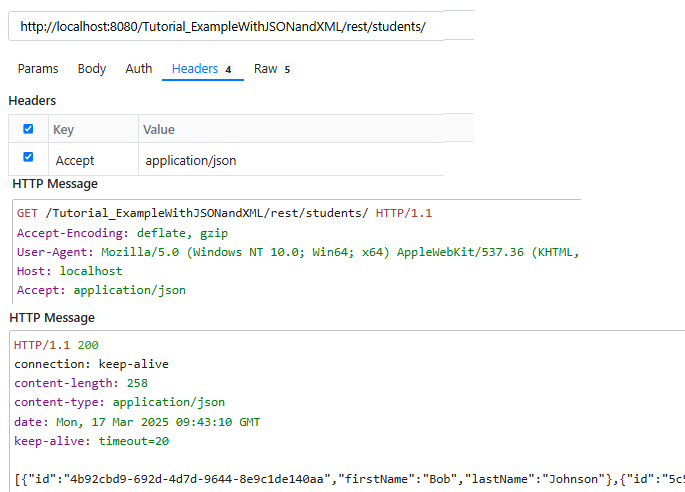 http://localhost:8080/Tutorial_ExampleWithJSONandXML/rest/students/
Params Body Auth Headers 4 Raw 5
Headers
Key Value
Accept application/json
HTTP Message
GET /Tutorial_ExampleWithJSONandXML/rest/students/ HTTP/1.1
Accept-Encoding: deflate, gzip
User-Agent: Mozilla/5.0 (Windows NT 10.0; Win64; x64) AppleWebKit/537.36 (KHTML,
Host: localhost
Accept: application/json
HTTP Message
HTTP/1.1 200
connection: keep-alive
content-length: 258
content-type: application/json
date: Mon, 17 Mar 2025 09:43:10 GMT
keep-alive: timeout=20
[{"id":"4b92cbd9-692d-4d7d-9644-8e9c1de140aa","firstName":"Bob","lastName":"Johnson"},{"id":"5c5